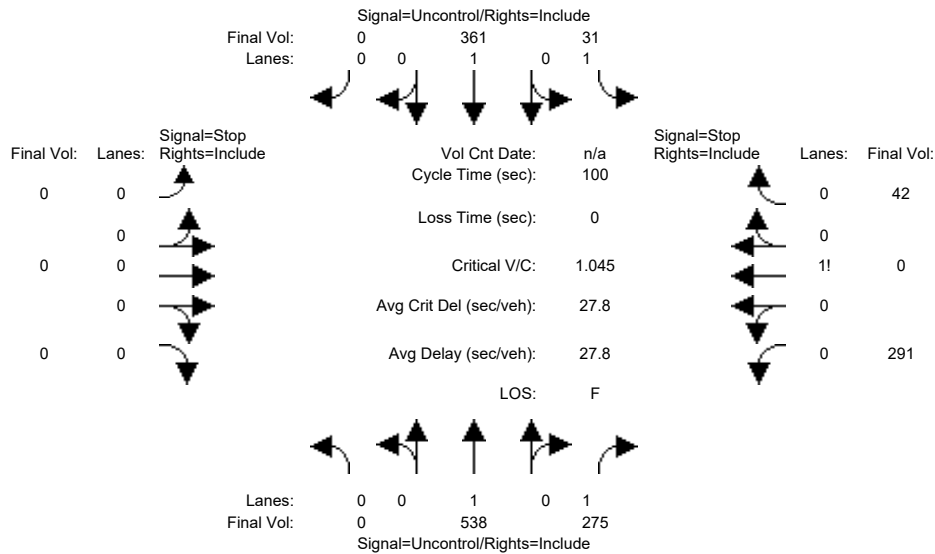 Signal=Uncontrol/Rights=Include
Final Vol: 0 361 31
Lanes: 0 0 1 0 1
Signal=Stop Signal=Stop
Final Vol: Lanes: Rights=Include Vol Cnt Date: n/a Rights=Include Lanes: Final Vol:
Cycle Time (sec): 100
0 0 0 42
Loss Time (sec): 0
0 0
0 0 Critical V/C: 1.045 1! 0
0 Avg Crit Del (sec/veh): 27.8 0
0 0 Avg Delay (sec/veh): 27.8 0 291
LOS: F
Lanes: 0 0 1 0 1
Final Vol: 0 538 275
Signal=Uncontrol/Rights=Include